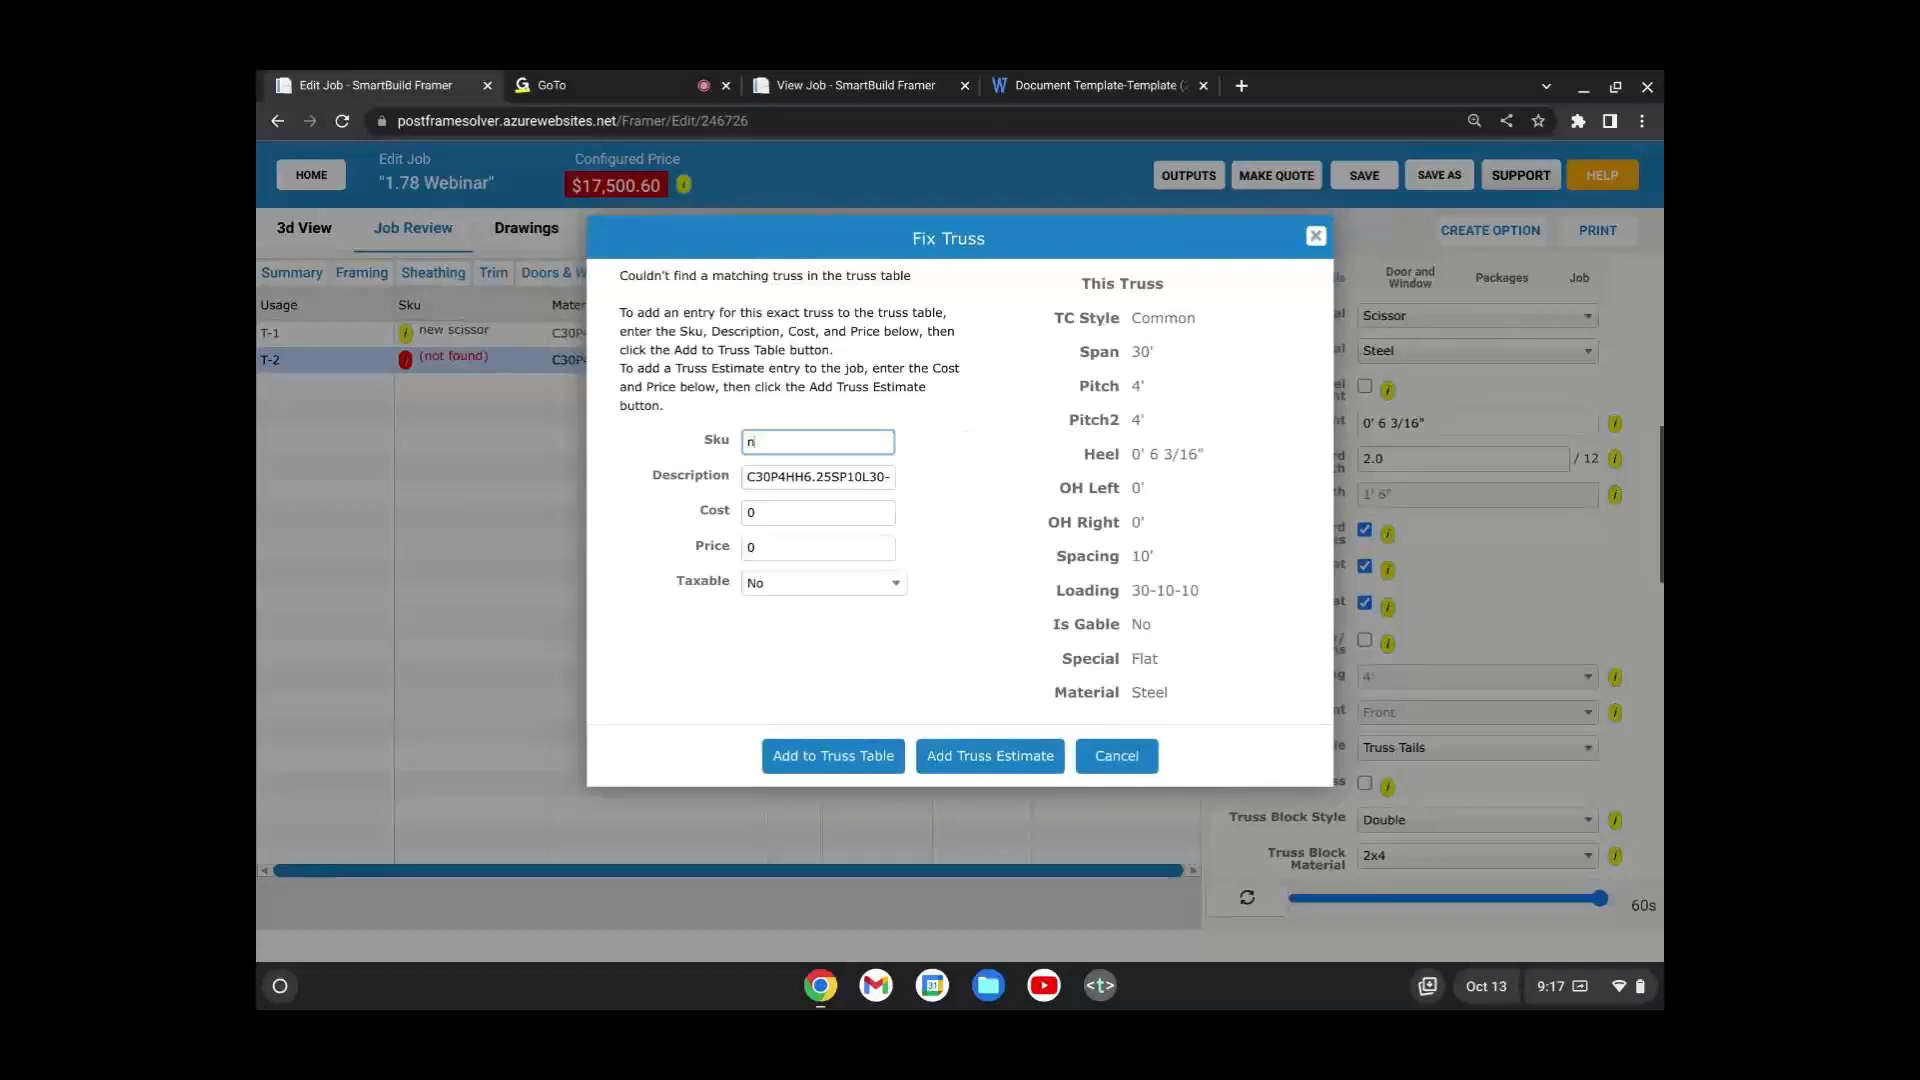 Edit Job - SmartBuild Framer
GoTo
View Job - SmartBuild Framer
Document Template-Template (
postframesolver.azurewebsites.net/Framer/Edit/246726
HOME
Edit Job
"1.78 Webinar"
Configured Price
$17,500.60
OUTPUTS
MAKE QUOTE
SAVE
SAVE AS
SUPPORT
HELP
3d View
Job Review
Drawings
CREATE OPTION
PRINT
Summary
Framing
Sheathing
Trim
Doors & W
Door and Window
Packages
Job
Usage
Sku
Mater
T-1
new scissor
C30P4
T-2
(not found)
C30P4
Fix Truss
Couldn't find a matching truss in the truss table
To add an entry for this exact truss to the truss table,
enter the Sku, Description, Cost, and Price below, then
click the Add to Truss Table button.
To add a Truss Estimate entry to the job, enter the Cost
and Price below, then click the Add Truss Estimate
button.
Sku n
Description C30P4HH6.25SP10L30-
Cost 0
Price 0
Taxable No
This Truss
TC Style Common
Span 30'
Pitch 4'
Pitch2 4'
Heel 0' 6 3/16"
OH Left 0'
OH Right 0'
Spacing 10'
Loading 30-10-10
Is Gable No
Special Flat
Material Steel
Add to Truss Table
Add Truss Estimate
Cancel
Scissor
Steel
0' 6 3/16"
2.0 / 12
1' 6"
4'
Front
Truss Tails
Truss Block Style Double
Truss Block Material 2x4
60s
31
<t>
Oct 13
9:17